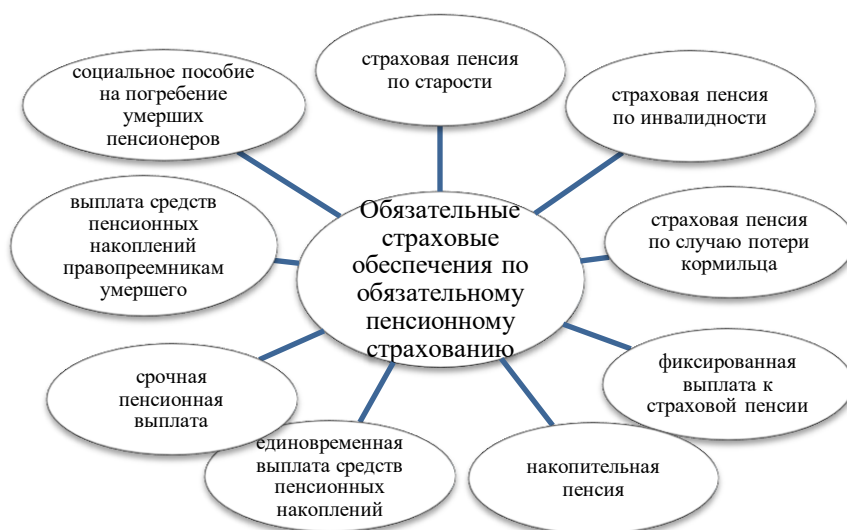 страховая пенсия
по старости
социальное пособие
на погребение
умерших
пенсионеров
страховая пенсия
по инвалидности
Обязательные
страховые
обеспечения по
обязательному
пенсионному
страхованию
выплата средств
пенсионных
накоплений
правопреемникам
умершего
страховая пенсия
по случаю потери
кормильца
срочная
пенсионная
выплата
фиксированная
выплата к
страховой пенсии
единовременная
выплата средств
пенсионных
накоплений
накопительная
пенсия